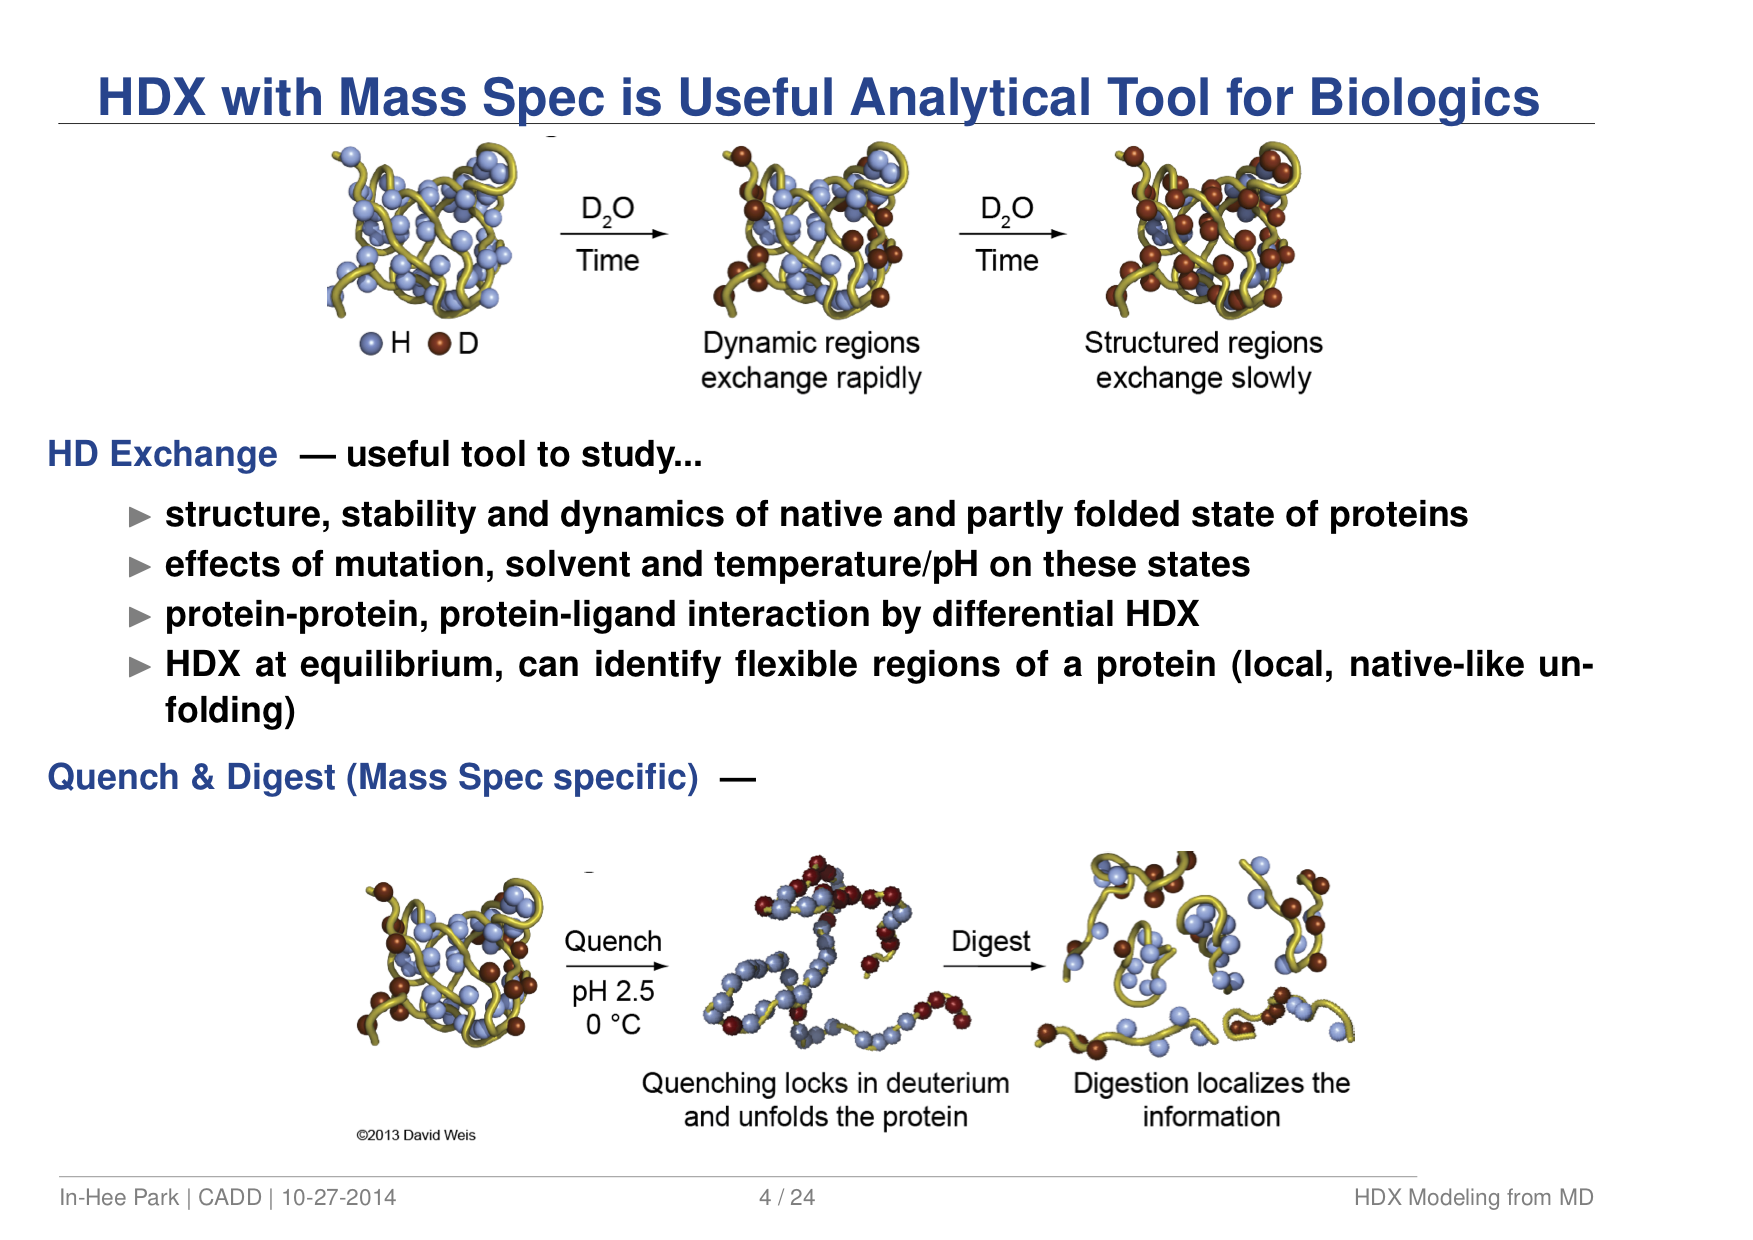 HDX with Mass Spec is Useful Analytical Tool for Biologics
D2O
Time
D2O
Time
H D
Dynamic regions
exchange rapidly
Structured regions
exchange slowly
HD Exchange — useful tool to study...
▶ structure, stability and dynamics of native and partly folded state of proteins
▶ effects of mutation, solvent and temperature/pH on these states
▶ protein-protein, protein-ligand interaction by differential HDX
▶ HDX at equilibrium, can identify flexible regions of a protein (local, native-like un-
folding)
Quench & Digest (Mass Spec specific) —
Quench
pH 2.5
0 °C
Digest
Quenching locks in deuterium
and unfolds the protein
Digestion localizes the
information
©2013 David Weis
In-Hee Park | CADD | 10-27-2014
4 / 24
HDX Modeling from MD